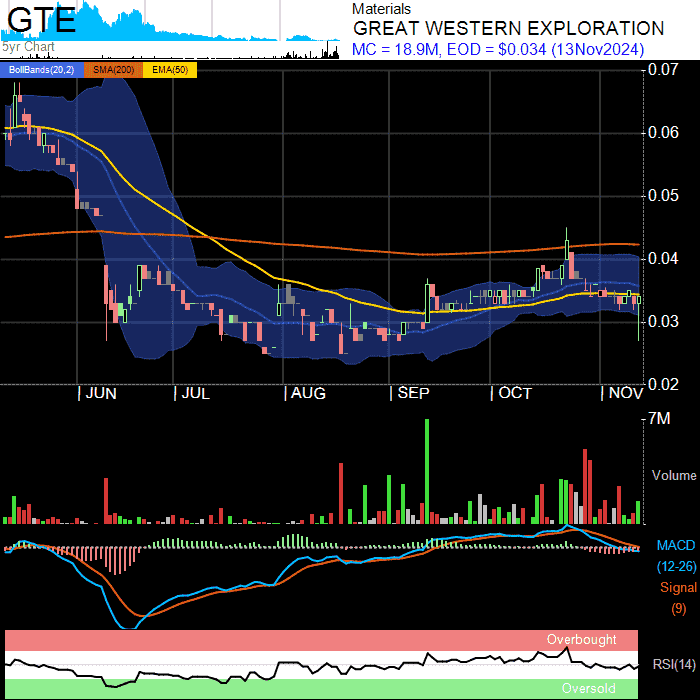 GTE
5yr Chart
Materials
GREAT WESTERN EXPLORATION
MC = 18.9M, EOD = $0.034 (13Nov2024)
BollBands(20,2) SMA(200) EMA(50)
0.07
0.06
0.05
0.04
0.03
0.02
|JUN |JUL |AUG |SEP |OCT |NOV
7M
Volume
MACD
(12-26)
Signal
(9)
Overbought
RSI(14)
Oversold